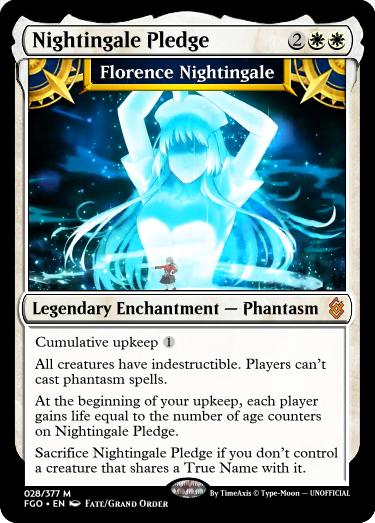 Nightingale Pledge 2
Florence Nightingale
Legendary Enchantment — Phantasm
Cumulative upkeep 1
All creatures have indestructible. Players can't
cast phantasm spells.
At the beginning of your upkeep, each player
gains life equal to the number of age counters
on Nightingale Pledge.
Sacrifice Nightingale Pledge if you don't control
a creature that shares a True Name with it.
028/377 M
FGO • EN Fate/Grand Order
By TimeAxis © Type-Moon — UNOFFICIAL